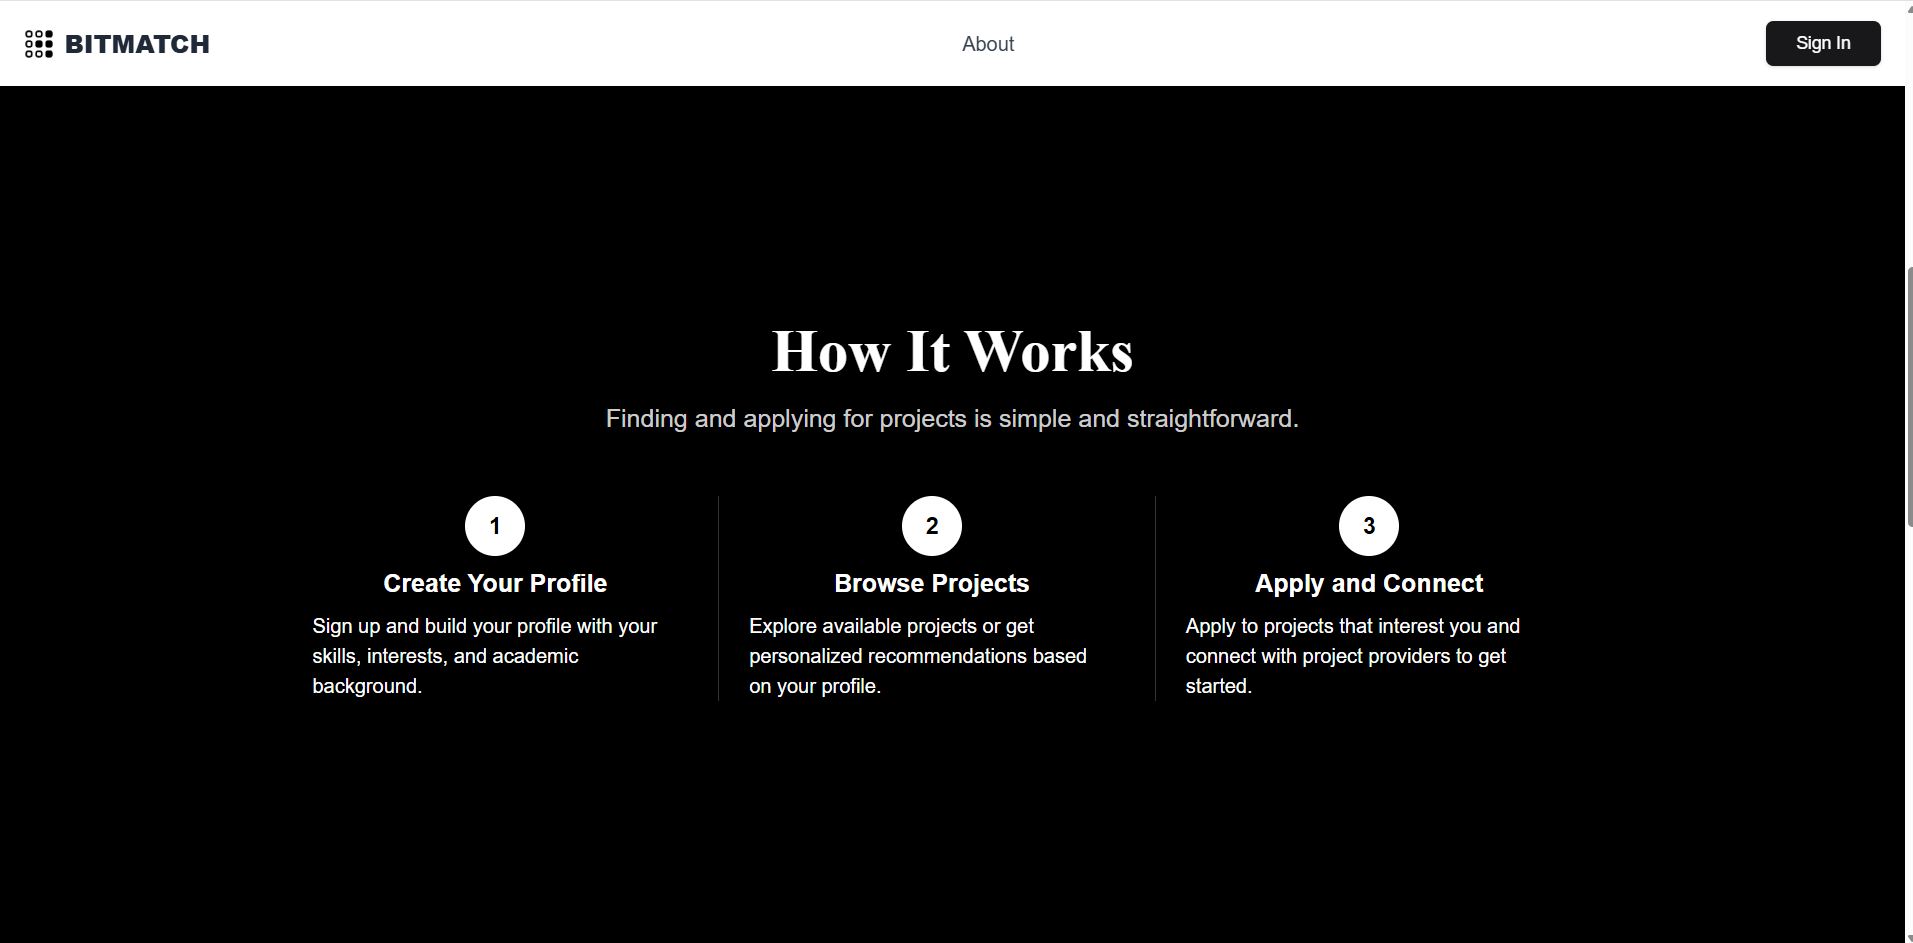 BITMATCH
About
Sign In
How It Works
Finding and applying for projects is simple and straightforward.
1
Create Your Profile
Sign up and build your profile with your
skills, interests, and academic
background.
2
Browse Projects
Explore available projects or get
personalized recommendations based
on your profile.
3
Apply and Connect
Apply to projects that interest you and
connect with project providers to get
started.